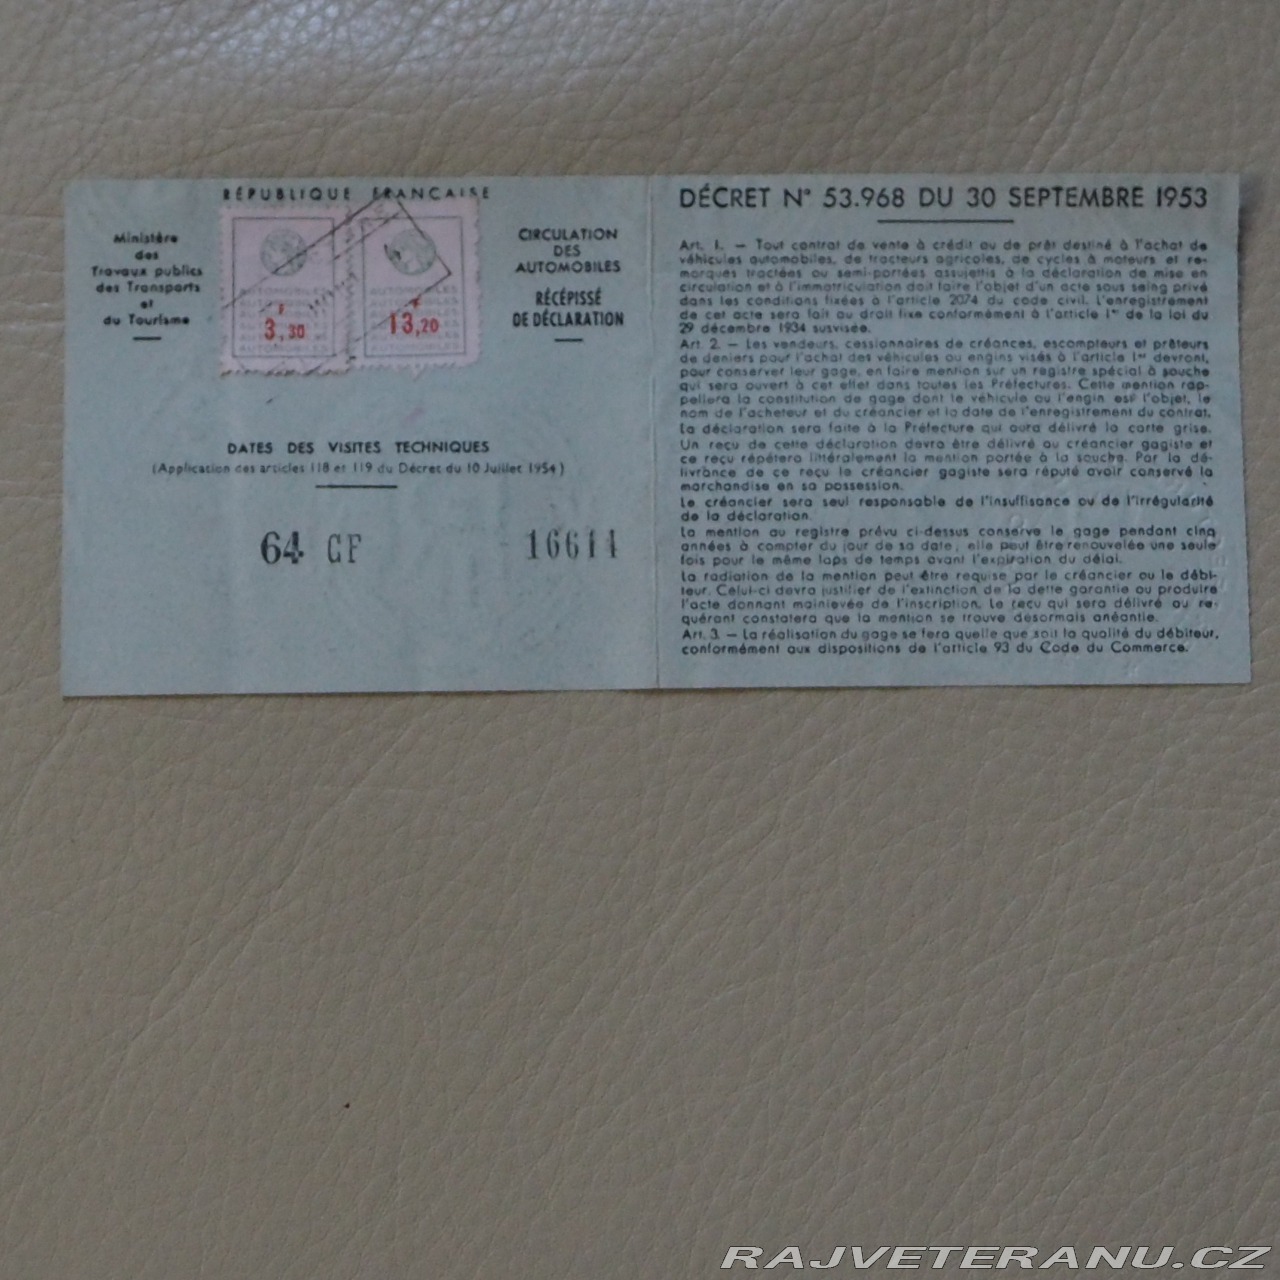 RÉPUBLIQUE FRANÇAISE
Ministère
des
Travaux publics
des Transports
et
du Tourisme
AUTOMOBILES
F
3,30
AUTOMOBILES
AUTOMOBILES
F
13,20
AUTOMOBILES
CIRCULATION
DES
AUTOMOBILES
RÉCÉPISSÉ
DE DÉCLARATION
DATES DES VISITES TECHNIQUES
(Application des articles 118 et 119 du Décret du 10 Juillet 1954)
64 CF 16614
DÉCRET N° 53.968 DU 30 SEPTEMBRE 1953
Art. 1. — Tout contrat de vente à crédit ou de prêt destiné à l'achat de
véhicules automobiles, de tracteurs agricoles, de cycles à moteurs et re-
morques tractées ou semi-portées assujettis à la déclaration de mise en
circulation et à l'immatriculation doit faire l'objet d'un acte sous seing privé
dans les conditions fixées à l'article 2074 du code civil. L'enregistrement
de cet acte sera fait au droit fixe conformément à l'article 1er de la loi du
29 décembre 1934 susvisée.
Art. 2. — Les vendeurs, cessionnaires de créances, escompteurs et prêteurs
de deniers pour l'achat des véhicules ou engins visés à l'article 1er devront,
pour conserver leur gage, en faire mention sur un registre spécial à souche
qui sera ouvert à cet effet dans toutes les Préfectures. Cette mention rap-
pellera la constitution de gage dont le véhicule ou l'engin est l'objet, le
nom de l'acheteur et du créancier et la date de l'enregistrement du contrat.
La déclaration sera faite à la Préfecture qui aura délivré la carte grise.
Un reçu de cette déclaration devra être délivré au créancier gagiste et
ce reçu répétera littéralement la mention portée à la souche. Par la dé-
livrance de ce reçu le créancier gagiste sera réputé avoir conservé la
marchandise en sa possession.
Le créancier sera seul responsable de l'insuffisance ou de l'irrégularité
de la déclaration.
La mention au registre prévu ci-dessus conserve le gage pendant cinq
années à compter du jour de sa date; elle peut être renouvelée une seule
fois pour le même laps de temps avant l'expiration du délai.
La radiation de la mention peut être requise par le créancier ou le débi-
teur. Celui-ci devra justifier de l'extinction de la dette garantie ou produire
l'acte donnant mainlevée de l'inscription. Le reçu qui sera délivré au re-
quérant constatera que la mention se trouve désormais anéantie.
Art. 3. — La réalisation du gage se fera quelle que soit la qualité du débiteur,
conformément aux dispositions de l'article 93 du Code du Commerce.
RAJVETERANU.CZ